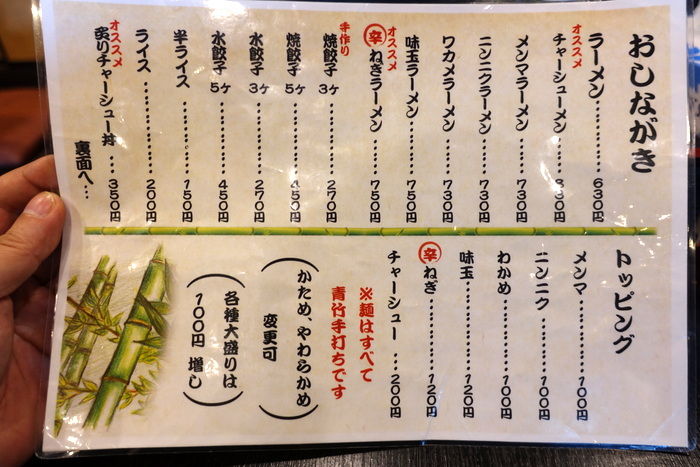 おしながき
ラーメン………630円
オススメ
チャーシューメン……830円
メンマラーメン……730円
ニンニクラーメン……730円
ワカメラーメン……730円
味玉ラーメン……750円
オススメ
辛ねぎラーメン……750円
手作り
焼餃子 3ケ……270円
焼餃子 5ケ……450円
水餃子 3ケ……270円
水餃子 5ケ……450円
半ライス……150円
ライス……200円
オススメ
炙りチャーシュー丼…350円
裏面へ…
トッピング
メンマ……100円
ニンニク……100円
わかめ……100円
味玉……120円
辛ねぎ……120円
チャーシュー…200円
※麺はすべて
青竹手打ちです
(かため、やわらかめ
変更可)
(各種大盛りは
100円 増し)